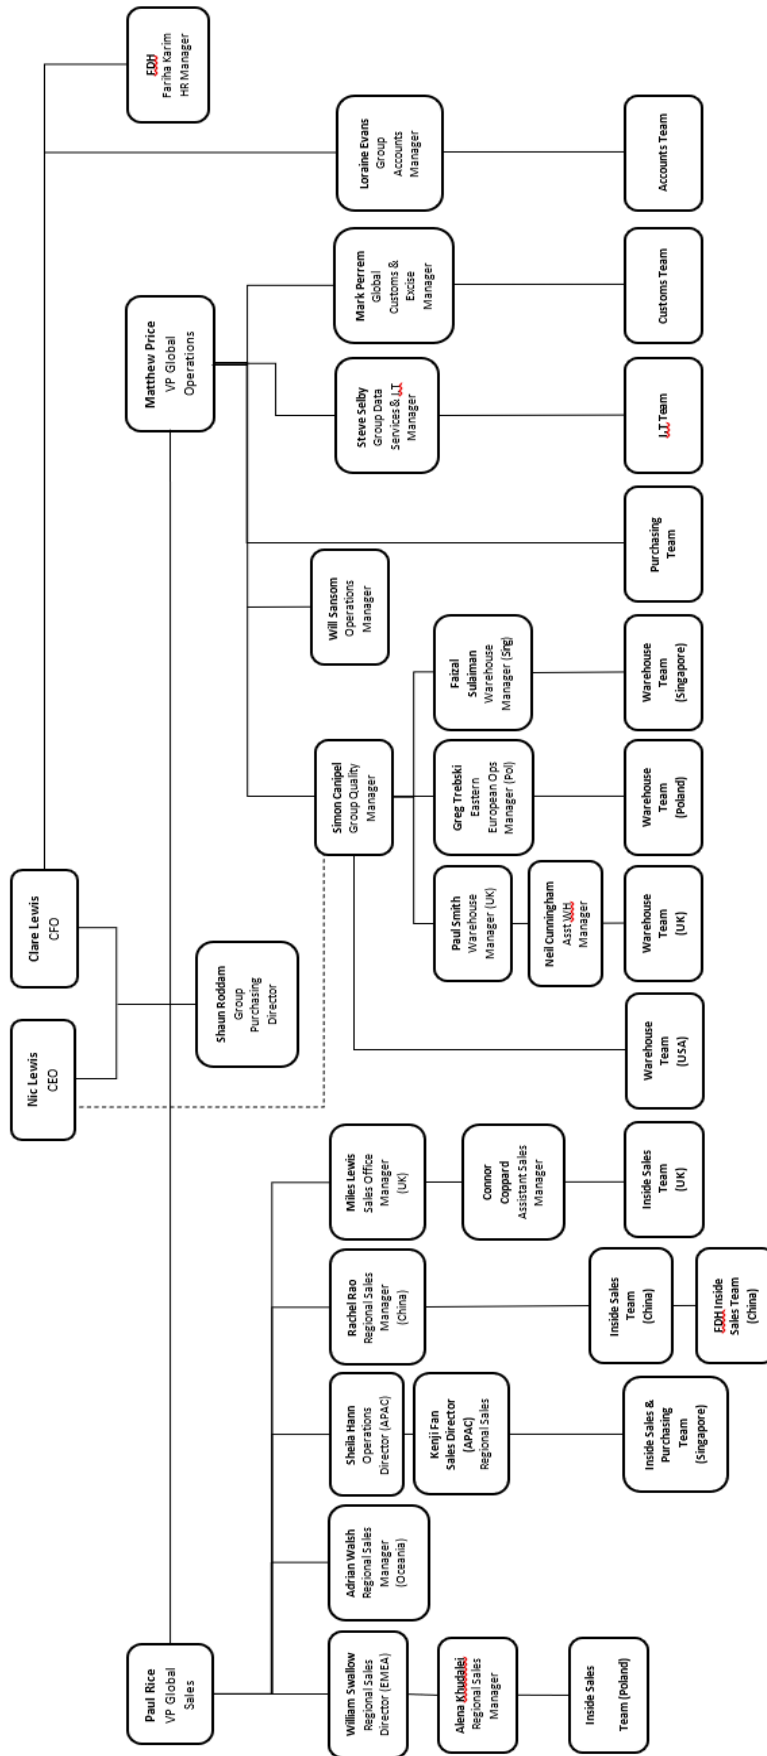 Nic Lewis
CEO
Clare Lewis
CFO
Paul Rice
VP Global
Sales
Shaun Roddam
Group
Purchasing
Director
Matthew Price
VP Global
Operations
FDH
Fariha Karim
HR Manager
William Swallow
Regional Sales
Director (EMEA)
Adrian Walsh
Regional Sales
Manager
(Oceania)
Sheila Hann
Operations
Director (APAC)
Rachel Rao
Regional Sales
Manager
(China)
Miles Lewis
Sales Office
Manager
(UK)
Simon Canipel
Group Quality
Manager
Will Sansom
Operations
Manager
Steve Selby
Group Data
Services & I.T
Manager
Mark Perrem
Global
Customs &
Excise
Manager
Loraine Evans
Group
Accounts
Manager
Alena Khudalei
Regional Sales
Manager
Kenji Fan
Sales Director
(APAC)
Regional Sales
Connor
Coppard
Assistant Sales
Manager
Paul Smith
Warehouse
Manager (UK)
Greg Trebski
Eastern
European Ops
Manager (Pol)
Faizal
Sulaiman
Warehouse
Manager (Sing)
Neil Cunningham
Asst WH
Manager
Inside Sales
Team (Poland)
Inside Sales &
Purchasing
Team
(Singapore)
Inside Sales
Team
(China)
FDH Inside
Sales Team
(China)
Inside Sales
Team
(UK)
Warehouse
Team
(USA)
Warehouse
Team
(UK)
Warehouse
Team
(Poland)
Warehouse
Team
(Singapore)
Purchasing
Team
I.T Team
Customs Team
Accounts Team